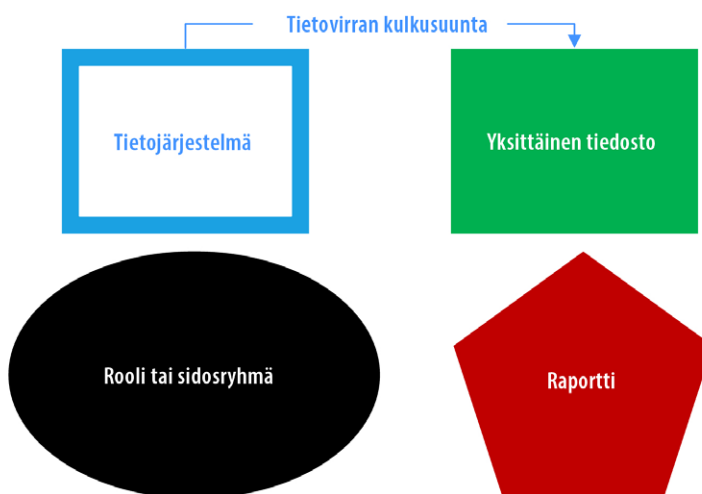 Tietovirran kulkusuunta
Tietojärjestelmä
Yksittäinen tiedosto
Rooli tai sidosryhmä
Raportti